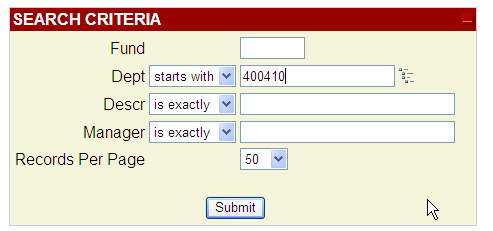 SEARCH CRITERIA
Fund
Dept starts with 400410
Descr is exactly
Manager is exactly
Records Per Page 50
Submit